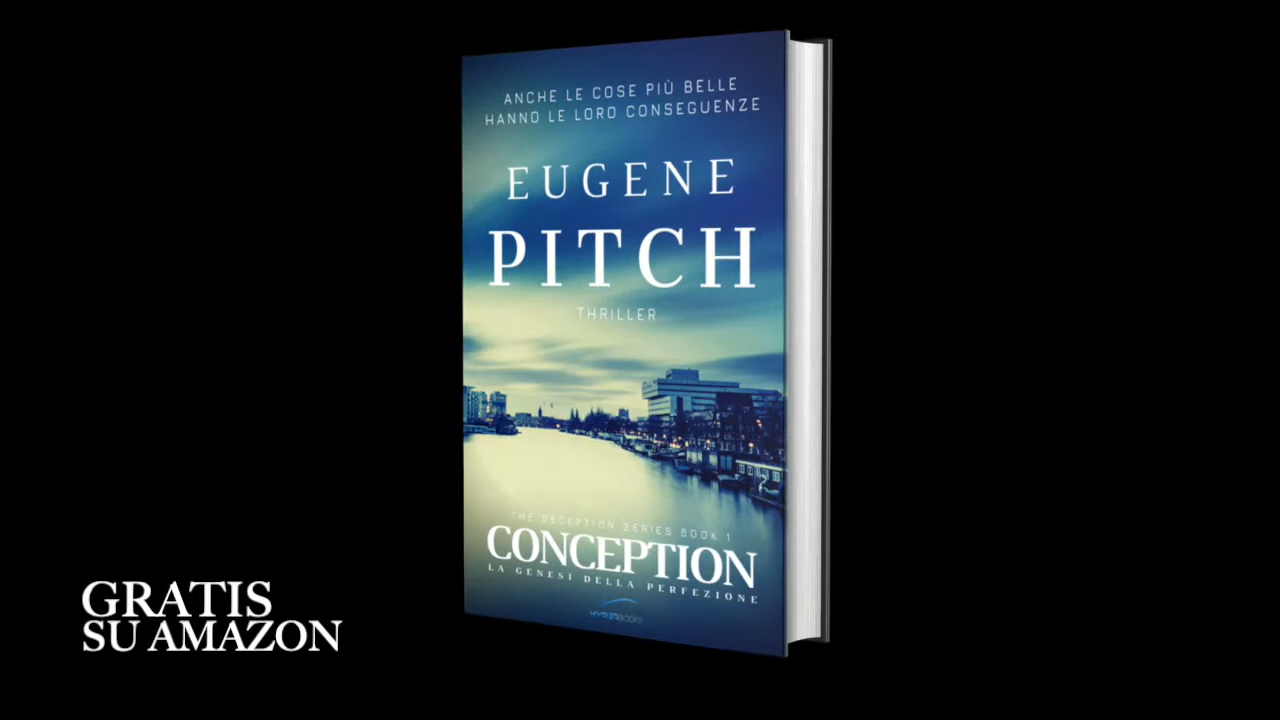 ANCHE LE COSE PIÙ BELLE
HANNO LE LORO CONSEGUENZE
EUGENE
PITCH
THRILLER
THE DECEPTION SERIES BOOK 1
CONCEPTION
LA GENESI DELLA PERFEZIONE
HYPERBOOKS
GRATIS
SU AMAZON